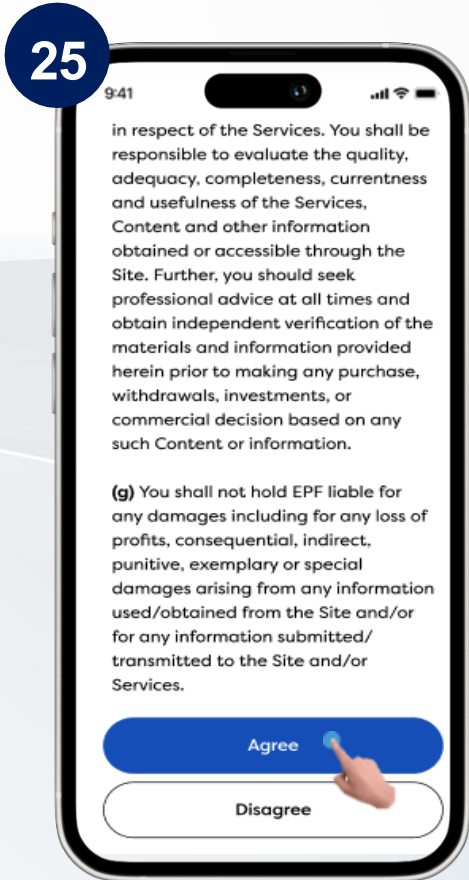 25
9:41
in respect of the Services. You shall be
responsible to evaluate the quality,
adequacy, completeness, currentness
and usefulness of the Services,
Content and other information
obtained or accessible through the
Site. Further, you should seek
professional advice at all times and
obtain independent verification of the
materials and information provided
herein prior to making any purchase,
withdrawals, investments, or
commercial decision based on any
such Content or information.
(g) You shall not hold EPF liable for
any damages including for any loss of
profits, consequential, indirect,
punitive, exemplary or special
damages arising from any information
used/obtained from the Site and/or
for any information submitted/
transmitted to the Site and/or
Services.
Agree
Disagree